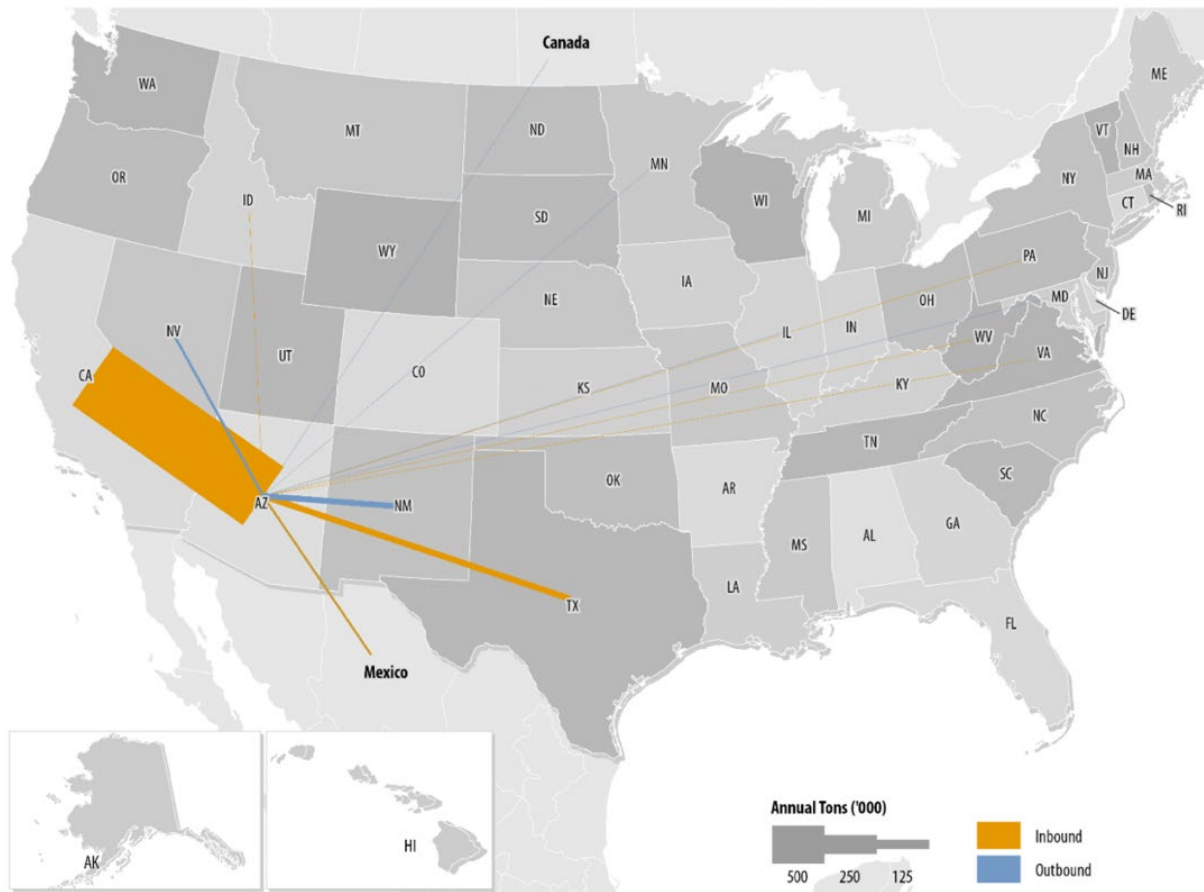 Canada
WA
MT
ND
MN
ME
VT
NH
OR
ID
SD
WI
MI
NY
MA
CT
RI
WY
IA
NE
PA
NJ
NV
UT
CO
IL
IN
OH
MD
DE
CA
KS
MO
WV
VA
KY
NC
TN
AZ
NM
OK
AR
SC
MS
AL
GA
TX
LA
FL
Mexico
AK
HI
Annual Tons ('000)
500 250 125
Inbound
Outbound